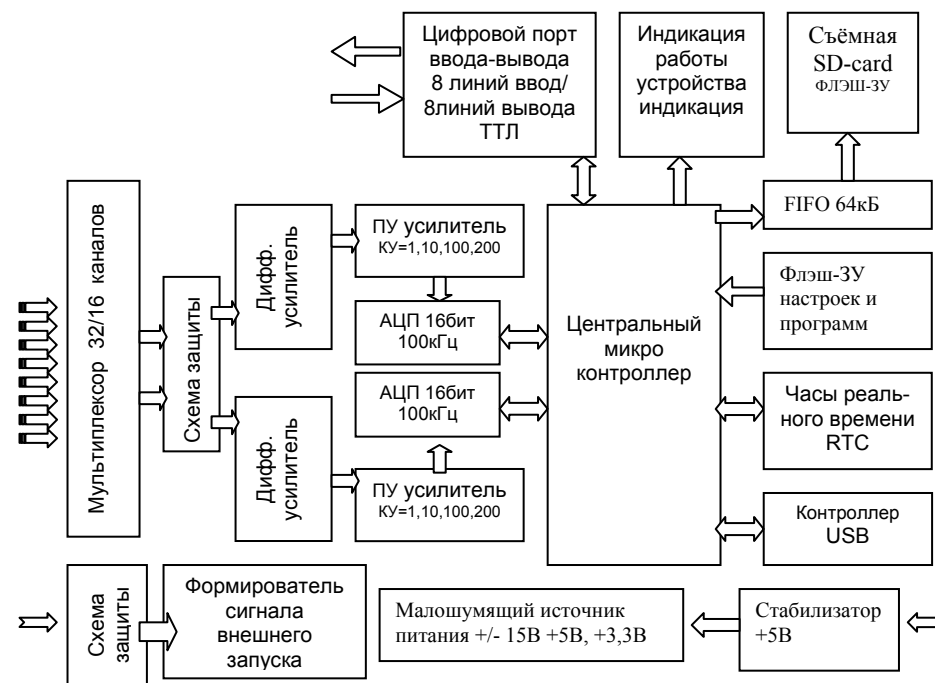 Цифровой порт
ввода-вывода
8 линий ввод/
8линий вывода
ТТЛ
Индикация
работы
устройства
индикация
Съёмная
SD-card
ФЛЭШ-ЗУ
Мультиплексор 32/16 каналов
Схема защиты
Дифф.
усилитель
ПУ усилитель
КУ=1,10,100,200
АЦП 16бит
100кГц
АЦП 16бит
100кГц
Дифф.
усилитель
ПУ усилитель
КУ=1,10,100,200
Центральный
микро
контроллер
FIFO 64кБ
Флэш-ЗУ
настроек и
программ
Часы реаль-
ного времени
RTC
Контроллер
USB
Схема
защиты
Формирователь
сигнала
внешнего
запуска
Малошумящий источник
питания +/- 15В +5В, +3,3В
Стабилизатор
+5В